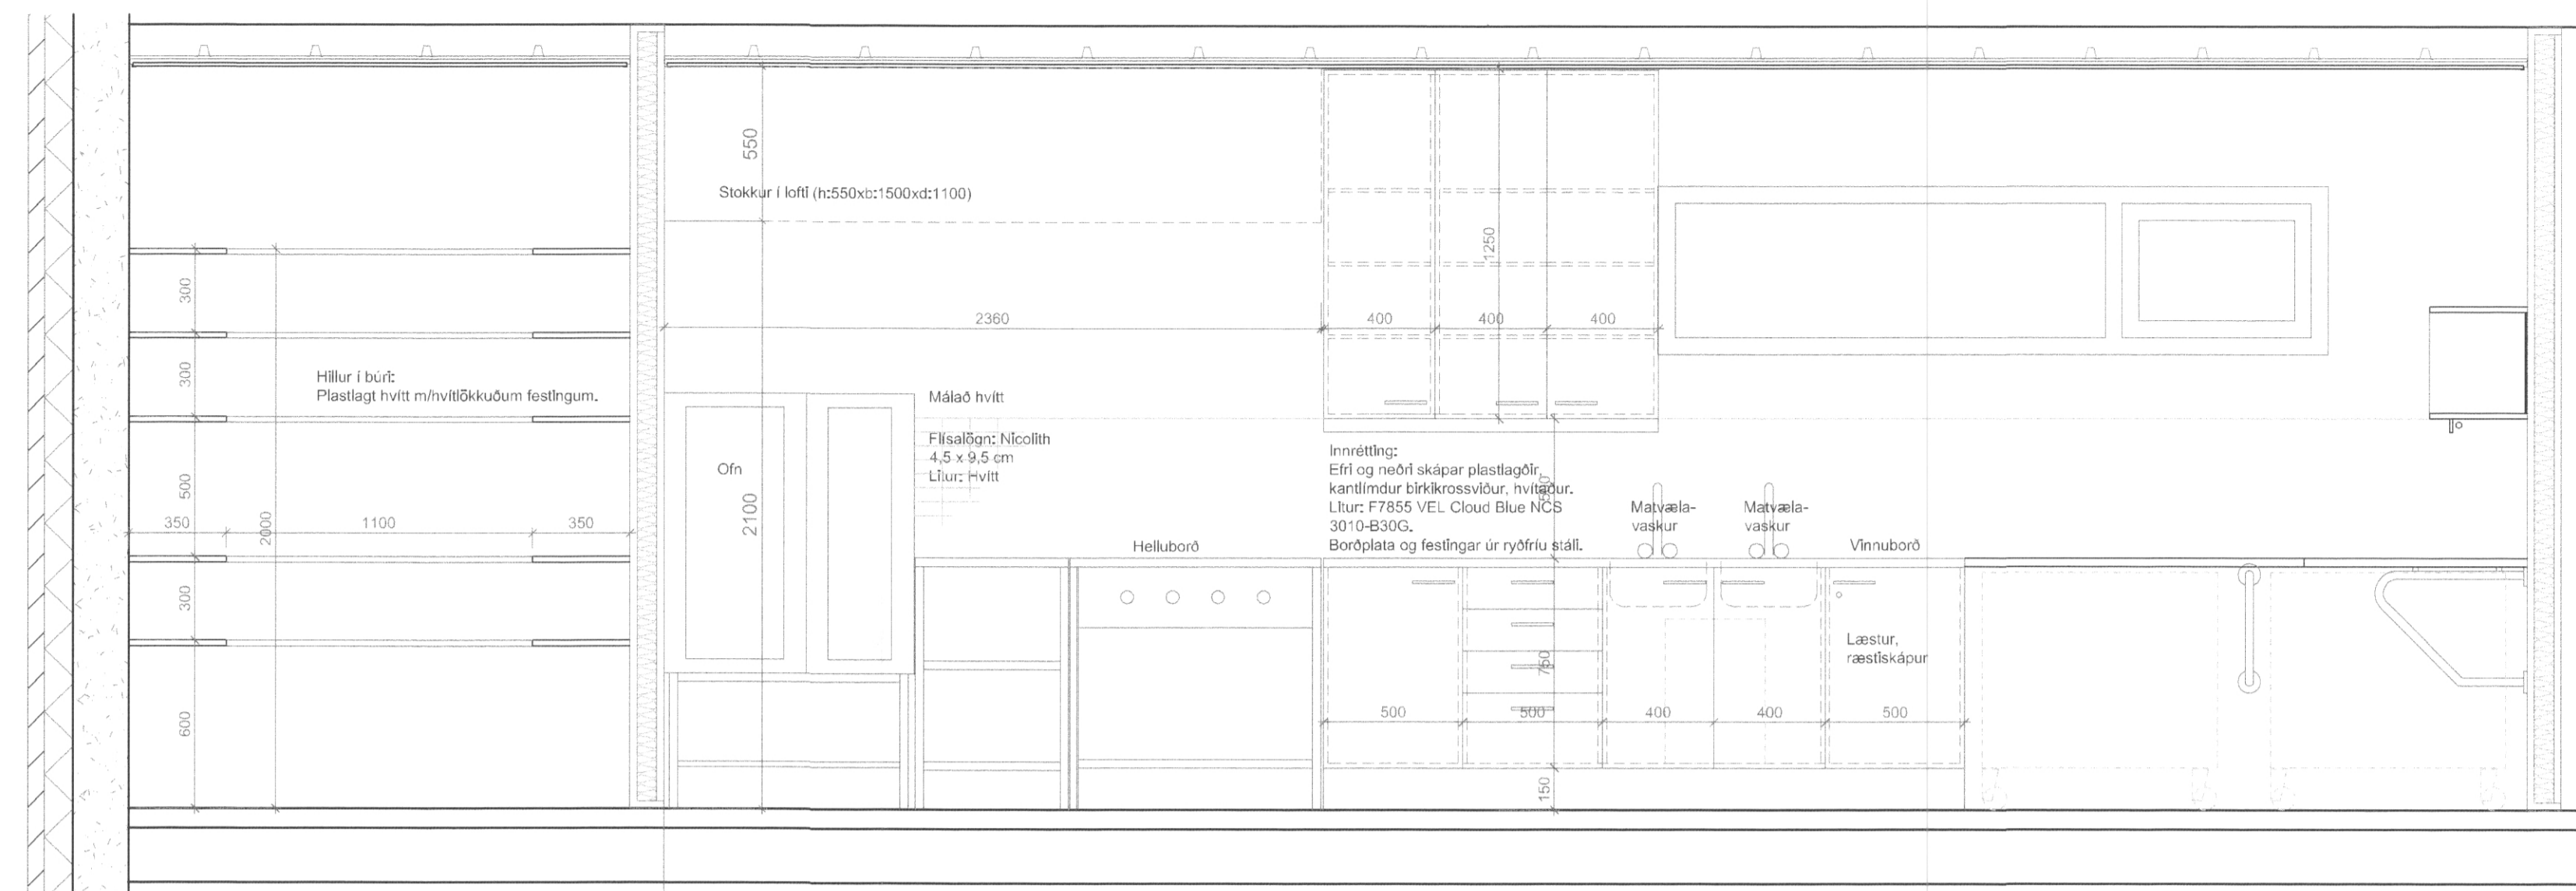 550
Stokkur í lofti (h:550xb:1500xd:1100)
1250
300
2360
400
400
400
300
Hillur í búri:
Plastlagt hvítt m/hvítlökkuðum festingum.
Málað hvítt
Flísalögn: Nicolith
4,5 x 9,5 cm
Litur: Hvítt
Ofn
Innrétting:
Efri og neðri skápar plastlagðir,
kantlímdur birkikrossviður, hvítaður.
Litur: F7855 VEL Cloud Blue NCS
3010-B30G.
Borðplata og festingar úr ryðfríu stáli.
500
2100
350
2000
1100
350
Matvæla-
vaskur
Matvæla-
vaskur
Helluborð
Vinnuborð
300
Læstur,
ræstiskápur
750
600
500
500
400
400
500
150